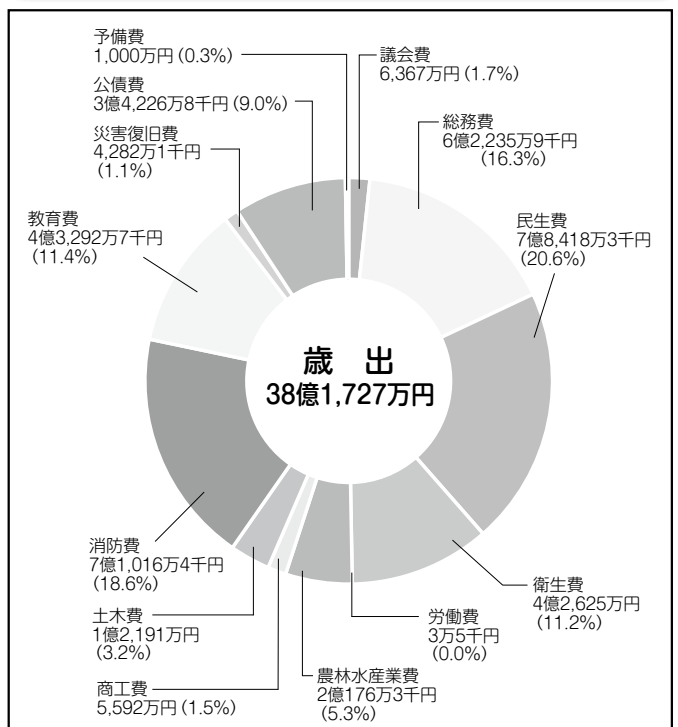 予備費
1,000万円 (0.3%)
議会費
6,367万円 (1.7%)
公債費
3億4,226万8千円 (9.0%)
総務費
6億2,235万9千円
(16.3%)
災害復旧費
4,282万1千円
(1.1%)
教育費
4億3,292万7千円
(11.4%)
民生費
7億8,418万3千円
(20.6%)
歳 出
38億1,727万円
消防費
7億1,016万4千円
(18.6%)
衛生費
4億2,625万円
(11.2%)
土木費
1億2,191万円
(3.2%)
労働費
3万5千円
(0.0%)
商工費
5,592万円 (1.5%)
農林水産業費
2億176万3千円
(5.3%)